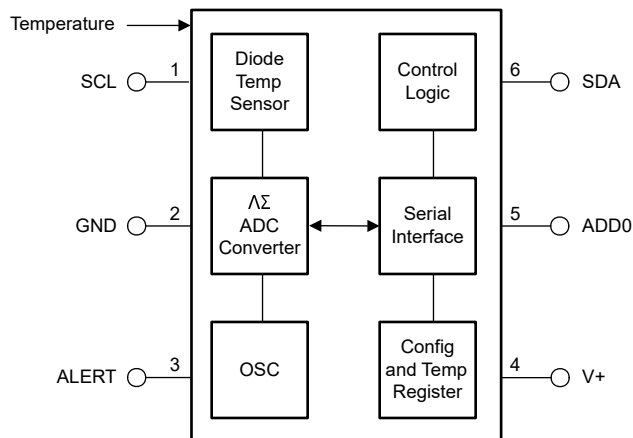 Temperature
SCL
1
Diode
Temp
Sensor
Control
Logic
6
SDA
GND
2
ΛΣ
ADC
Converter
Serial
Interface
5
ADD0
ALERT
3
OSC
Config
and Temp
Register
4
V+